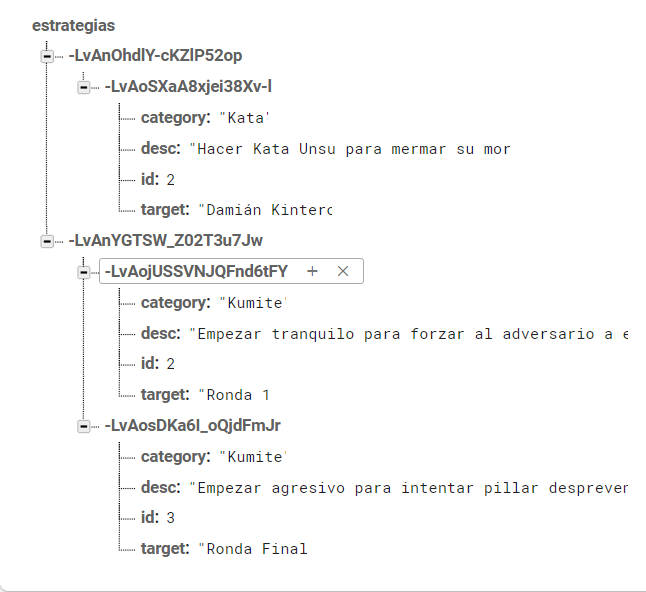 estrategias
-LvAnOhdlY-cKZlP52op
-LvAoSXaA8xjei38Xv-l
category: "Kata"
desc: "Hacer Kata Unsu para mermar su mor
id: 2
target: "Damián Kintero
-LvAnYGTSW_Z02T3u7Jw
-LvAojUSSVNJQFnd6tFY + ×
category: "Kumite"
desc: "Empezar tranquilo para forzar al adversario a e
id: 2
target: "Ronda 1
-LvAosDKa6I_oQjdFmJr
category: "Kumite"
desc: "Empezar agresivo para intentar pillar despreven
id: 3
target: "Ronda Final